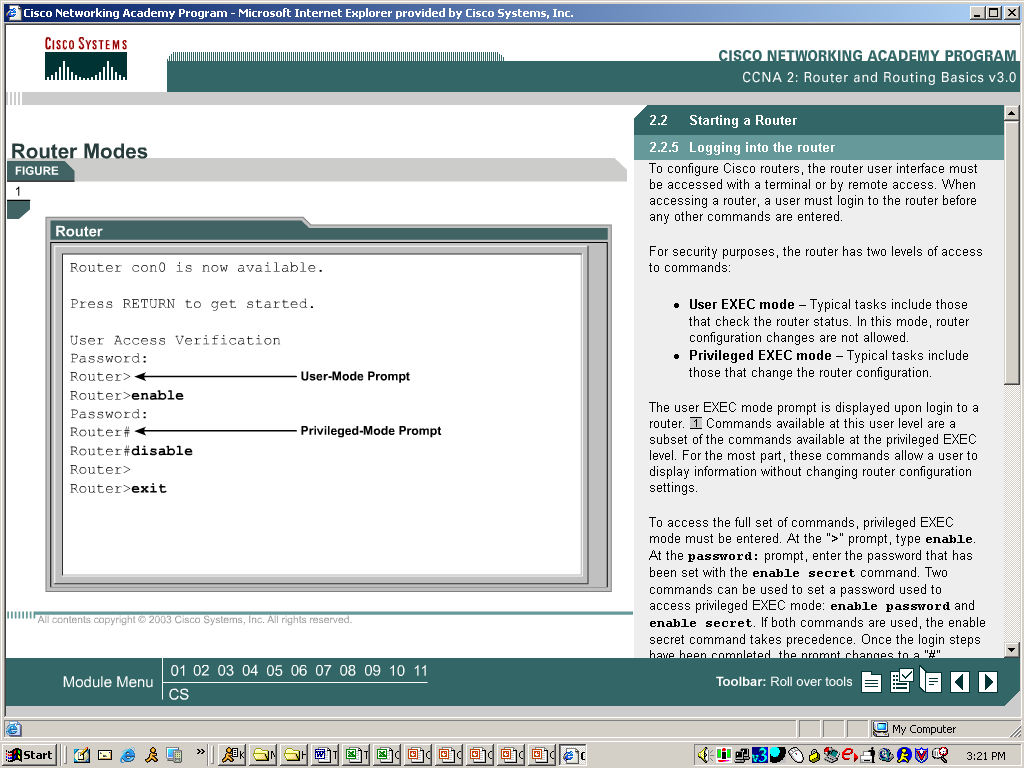 Cisco Networking Academy Program - Microsoft Internet Explorer provided by Cisco Systems, Inc.
CISCO SYSTEMS
CISCO NETWORKING ACADEMY PROGRAM
CCNA 2: Router and Routing Basics v3.0
Router Modes
FIGURE
1
Router
Router con0 is now available.
Press RETURN to get started.
User Access Verification
Password:
Router> User-Mode Prompt
Router>enable
Password:
Router# Privileged-Mode Prompt
Router#disable
Router>
Router>exit
All contents copyright © 2003 Cisco Systems, Inc. All rights reserved.
2.2 Starting a Router
2.2.5 Logging into the router
To configure Cisco routers, the router user interface must
be accessed with a terminal or by remote access. When
accessing a router, a user must login to the router before
any other commands are entered.
For security purposes, the router has two levels of access
to commands:
• User EXEC mode – Typical tasks include those
that check the router status. In this mode, router
configuration changes are not allowed.
• Privileged EXEC mode – Typical tasks include
those that change the router configuration.
The user EXEC mode prompt is displayed upon login to a
router. 1 Commands available at this user level are a
subset of the commands available at the privileged EXEC
level. For the most part, these commands allow a user to
display information without changing router configuration
settings.
To access the full set of commands, privileged EXEC
mode must be entered. At the ">" prompt, type enable.
At the password: prompt, enter the password that has
been set with the enable secret command. Two
commands can be used to set a password used to
access privileged EXEC mode: enable password and
enable secret. If both commands are used, the enable
secret command takes precedence. Once the login steps
have been completed, the prompt changes to a "#"
Module Menu
01 02 03 04 05 06 07 08 09 10 11
CS
Toolbar: Roll over tools
My Computer
Start
3:21 PM